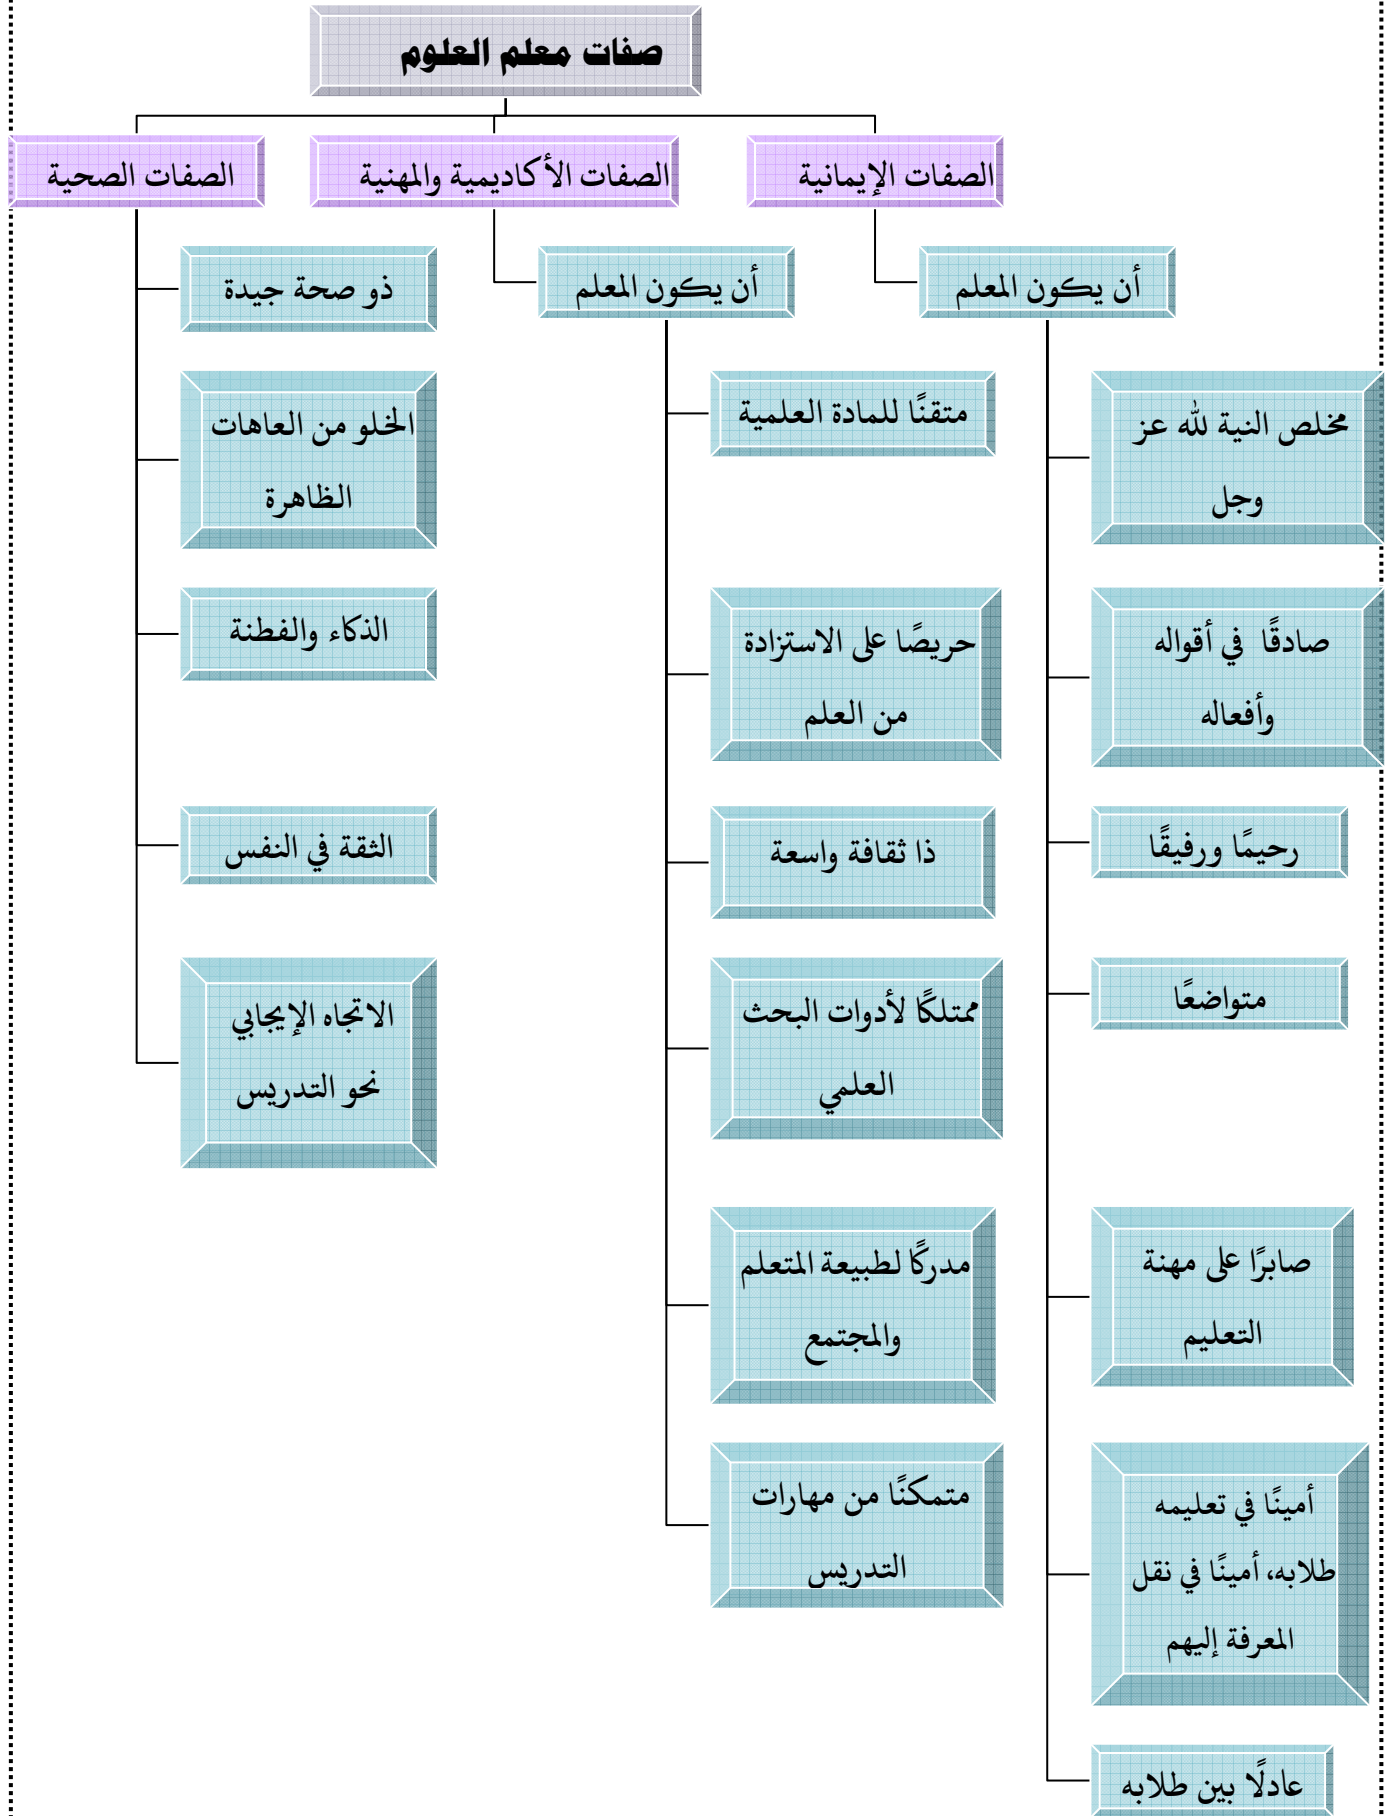 صفات معلم العلوم
الصفات الإيمانية
أن يكون المعلم
مخلص النية لله عز
وجل
صادقًا في أقواله
وأفعاله
رحيمًا ورفيقًا
متواضعًا
صابرًا على مهنة
التعليم
أمينًا في تعليمه
طلابه، أمينًا في نقل
المعرفة إليهم
عادلًا بين طلابه
الصفات الأكاديمية والمهنية
أن يكون المعلم
متقنًا للمادة العلمية
حريصًا على الاستزادة
من العلم
ذا ثقافة واسعة
ممتلكًا لأدوات البحث
العلمي
مدركًا لطبيعة المتعلم
والمجتمع
متمكنًا من مهارات
التدريس
الصفات الصحية
ذو صحة جيدة
الخلو من العاهات
الظاهرة
الذكاء والفطنة
الثقة في النفس
الاتجاه الإيجابي
نحو التدريس